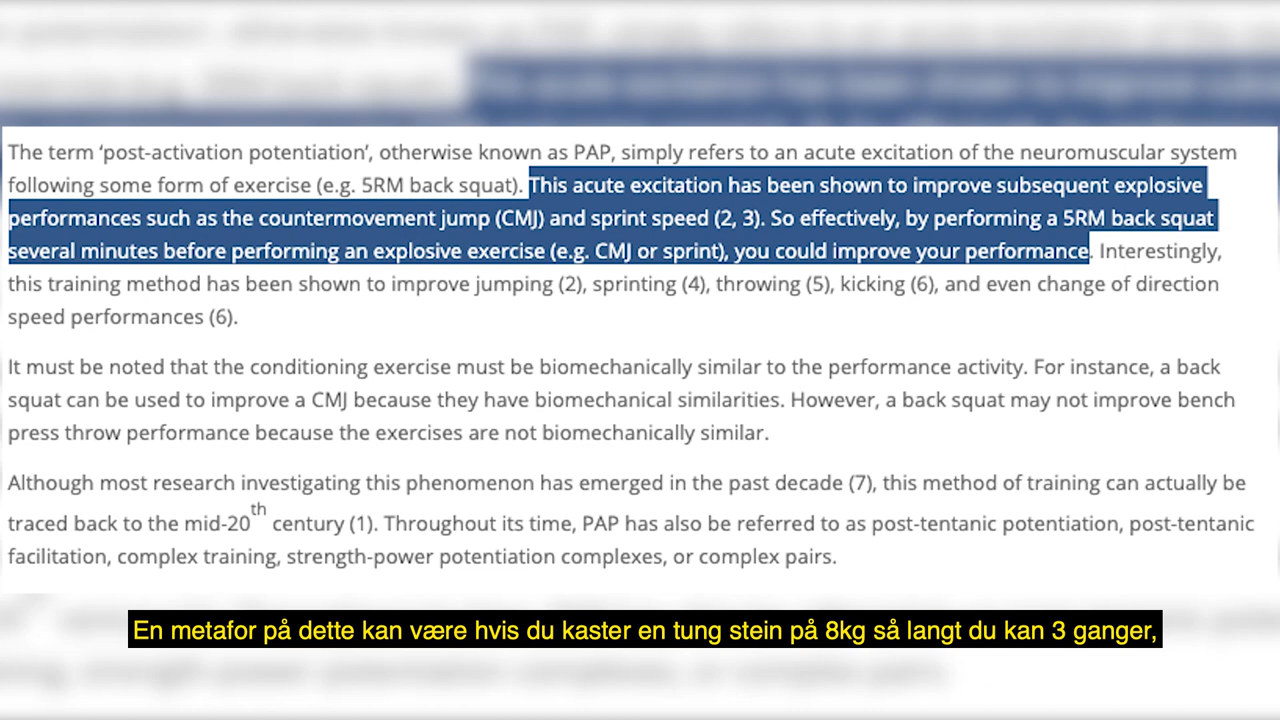 The term ‘post-activation potentiation’, otherwise known as PAP, simply refers to an acute excitation of the neuromuscular system
following some form of exercise (e.g. 5RM back squat). This acute excitation has been shown to improve subsequent explosive
performances such as the countermovement jump (CMJ) and sprint speed (2, 3). So effectively, by performing a 5RM back squat
several minutes before performing an explosive exercise (e.g. CMJ or sprint), you could improve your performance. Interestingly,
this training method has been shown to improve jumping (2), sprinting (4), throwing (5), kicking (6), and even change of direction
speed performances (6).
It must be noted that the conditioning exercise must be biomechanically similar to the performance activity. For instance, a back
squat can be used to improve a CMJ because they have biomechanical similarities. However, a back squat may not improve bench
press throw performance because the exercises are not biomechanically similar.
Although most research investigating this phenomenon has emerged in the past decade (7), this method of training can actually be
traced back to the mid-20th century (1). Throughout its time, PAP has also be referred to as post-tentanic potentiation, post-tentanic
facilitation, complex training, strength-power potentiation complexes, or complex pairs.
En metafor på dette kan være hvis du kaster en tung stein på 8kg så langt du kan 3 ganger,